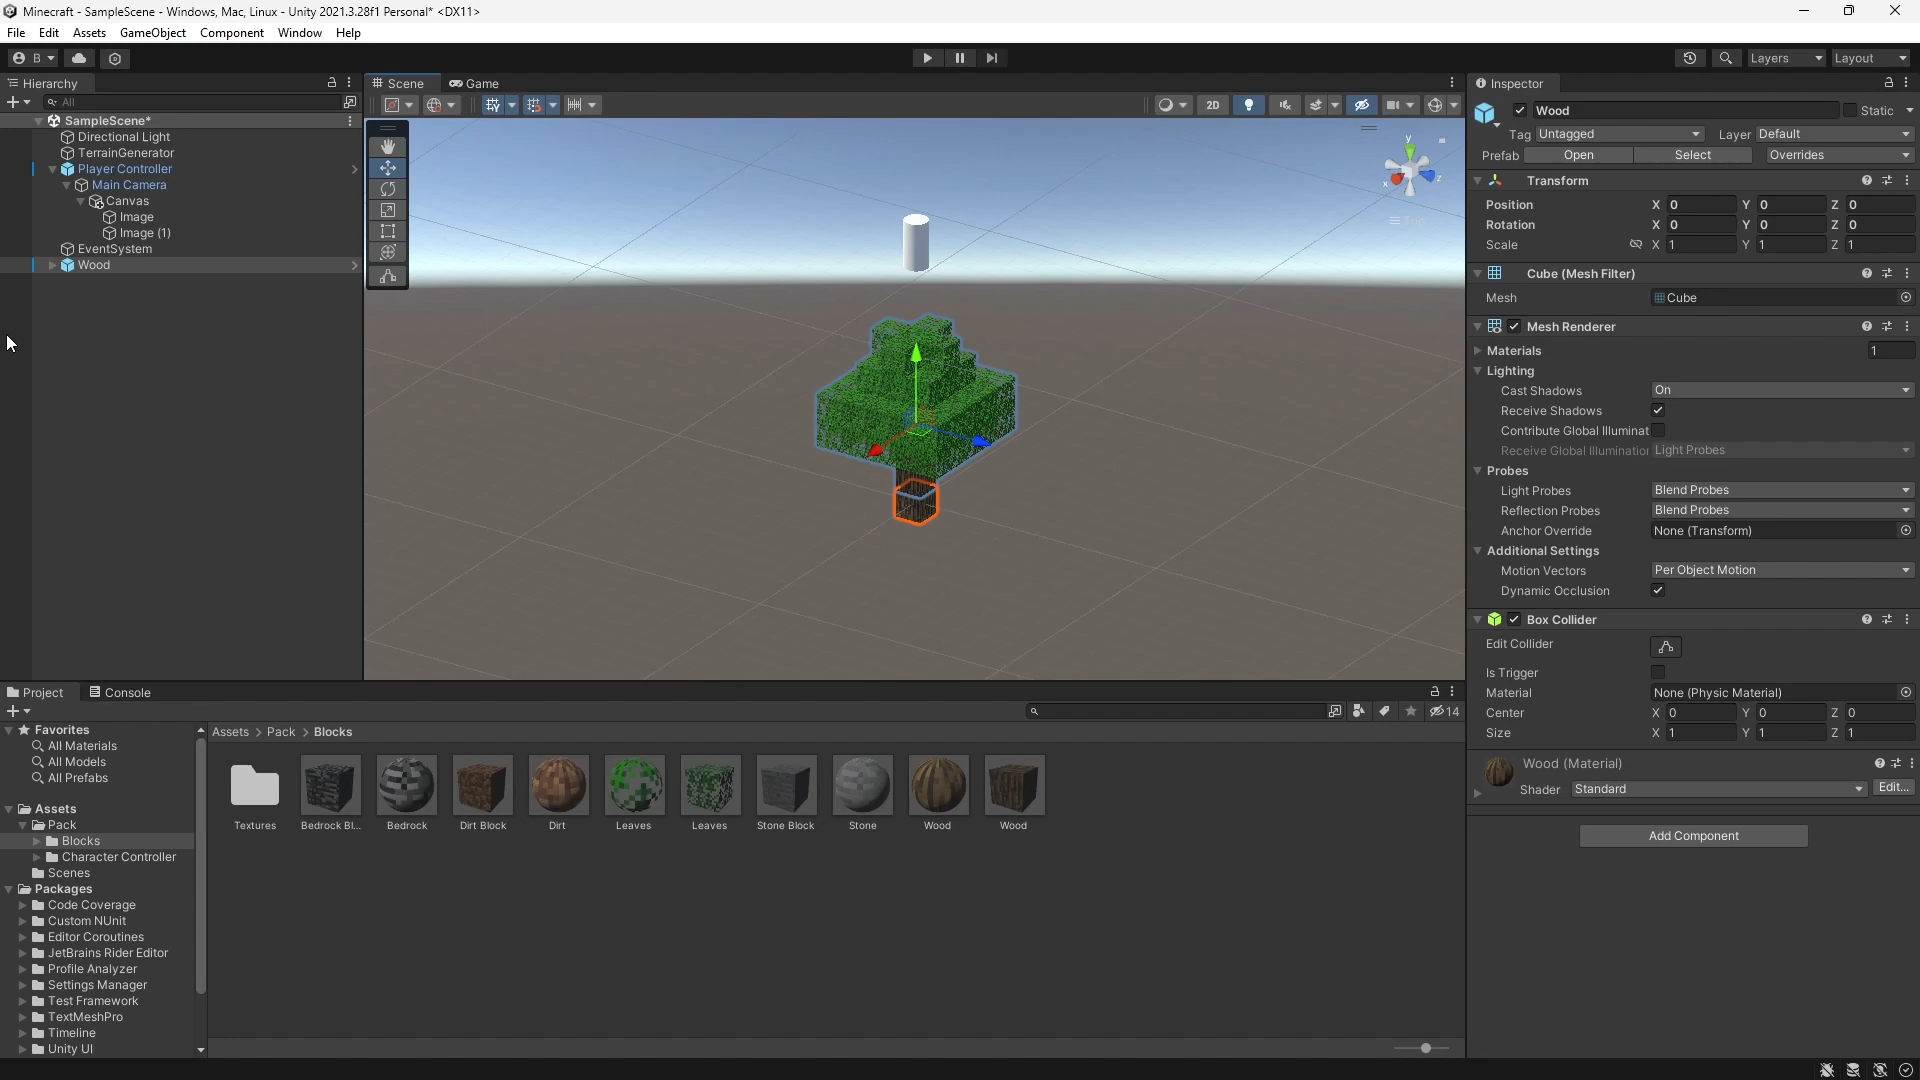 Minecraft - SampleScene - Windows, Mac, Linux - Unity 2021.3.28f1 Personal* <DX11>
File Edit Assets GameObject Component Window Help
B
Layers
Layout
Hierarchy
All
SampleScene*
Directional Light
TerrainGenerator
Player Controller
Main Camera
Canvas
Image
Image (1)
EventSystem
Wood
Scene
Game
2D
y
x
z
Inspector
Wood
Static
Tag Untagged
Layer Default
Prefab Open Select Overrides
Transform
Position X 0 Y 0 Z 0
Rotation X 0 Y 0 Z 0
Scale X 1 Y 1 Z 1
Cube (Mesh Filter)
Mesh Cube
Mesh Renderer
Materials 1
Lighting
Cast Shadows On
Receive Shadows
Contribute Global Illuminat
Receive Global Illumination Light Probes
Probes
Light Probes Blend Probes
Reflection Probes Blend Probes
Anchor Override None (Transform)
Additional Settings
Motion Vectors Per Object Motion
Dynamic Occlusion
Box Collider
Edit Collider
Is Trigger
Material None (Physic Material)
Center X 0 Y 0 Z 0
Size X 1 Y 1 Z 1
Wood (Material)
Shader Standard Edit...
Add Component
Project
Console
14
Favorites
All Materials
All Models
All Prefabs
Assets
Pack
Blocks
Character Controller
Scenes
Packages
Code Coverage
Custom NUnit
Editor Coroutines
JetBrains Rider Editor
Profile Analyzer
Settings Manager
Test Framework
TextMeshPro
Timeline
Unity UI
Assets > Pack > Blocks
Textures
Bedrock Bl...
Bedrock
Dirt Block
Dirt
Leaves
Leaves
Stone Block
Stone
Wood
Wood